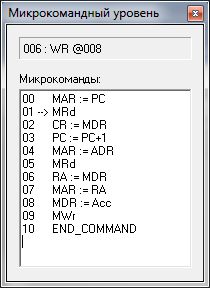 Микрокомандный уровень
006 : WR @008
Микрокоманды:
00 MAR := PC
01 --> MRd
02 CR := MDR
03 PC := PC+1
04 MAR := ADR
05 MRd
06 RA := MDR
07 MAR := RA
08 MDR := Acc
09 MWr
10 END_COMMAND